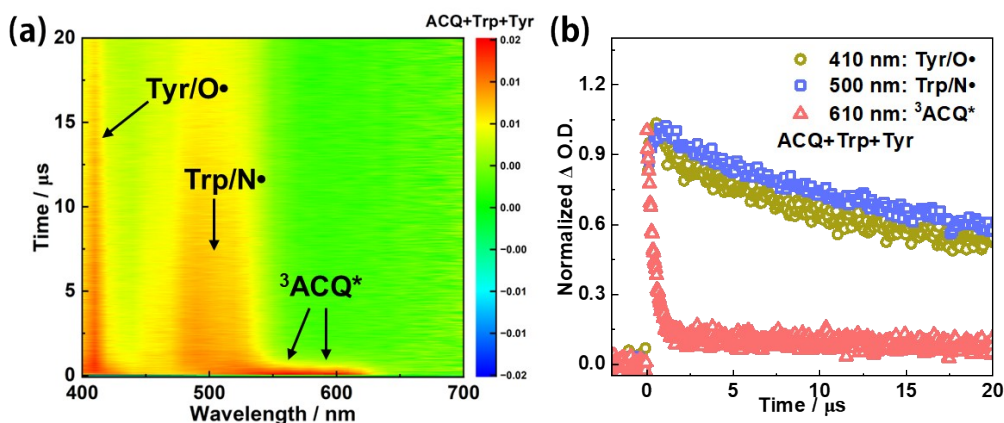 (a)
ACQ+Trp+Tyr
20
15
10
5
0
Time / μs
Tyr/O•
Trp/N•
³ACQ*
400
500
600
700
Wavelength / nm
0.02
0.01
0.01
0.00
0.00
−0.00
−0.01
−0.01
−0.02
(b)
1.2
0.9
0.6
0.3
0.0
Normalized Δ O.D.
410 nm: Tyr/O•
500 nm: Trp/N•
610 nm: ³ACQ*
ACQ+Trp+Tyr
0
5
10
15
20
Time / μs